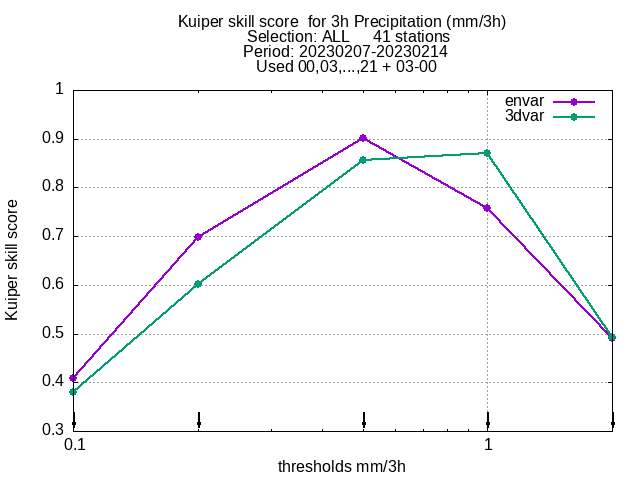 Kuiper skill score  for 3h Precipitation (mm/3h)
Selection: ALL     41 stations
Period: 20230207-20230214
Used 00,03,...,21 + 03-00
envar
3dvar
1
0.9
0.8
0.7
0.6
0.5
0.4
0.3
Kuiper skill score
0.1
1
thresholds mm/3h